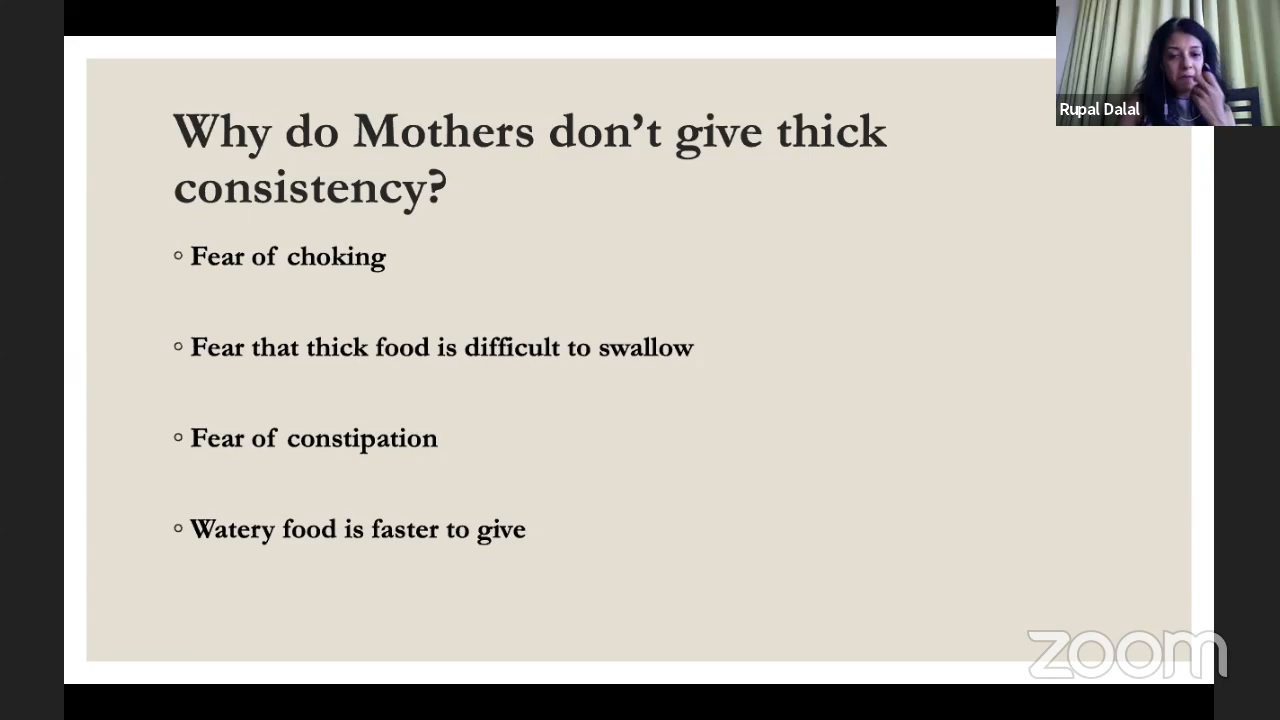 Rupal Dalal
Why do Mothers don’t give thick
consistency?
Fear of choking
Fear that thick food is difficult to swallow
Fear of constipation
Watery food is faster to give
zoom